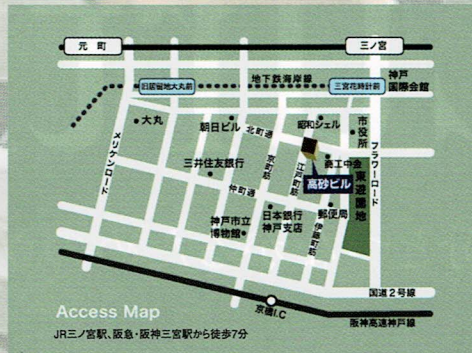 元町
三ノ宮
地下鉄海岸線
神戸
国際会館
旧居留地大丸前
三宮花時計前
大丸
朝日ビル
北町通
昭和シェル
市役所
フラワーロード
メリケンロード
三井住友銀行
京町筋
江戸町筋
商工中金
東遊園地
高砂ビル
仲町通
神戸市立
博物館
日本銀行
神戸支店
郵便局
伊藤町筋
国道2号線
京橋I.C
阪神高速神戸線
Access Map
JR三ノ宮駅、阪急・阪神三宮駅から徒歩7分